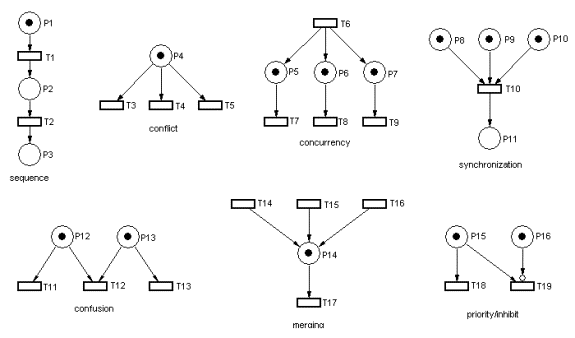 P1
T1
P2
T2
P3
sequence
P4
T3
T4
T5
conflict
T6
P5
P6
P7
T7
T8
T9
concurrency
P8
P9
P10
T10
P11
synchronization
P12
P13
T11
T12
T13
confusion
T14
T15
T16
P14
T17
merging
P15
P16
T18
T19
priority/inhibit